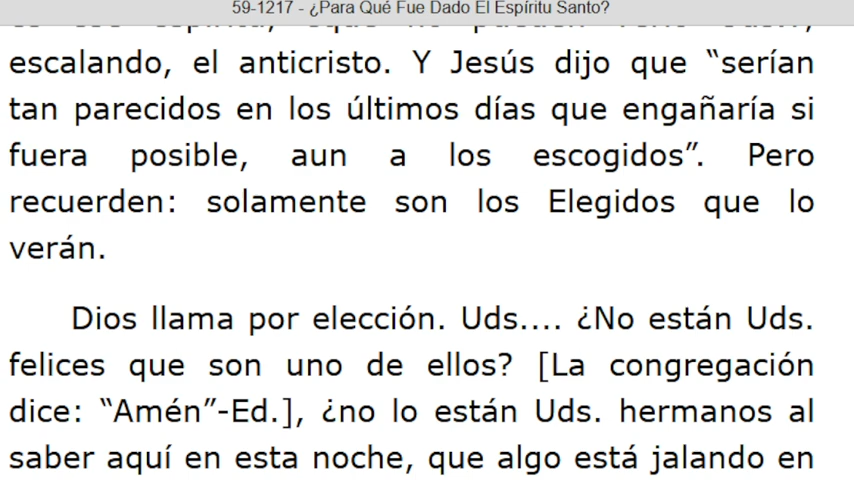 59-1217 - ¿Para Qué Fue Dado El Espíritu Santo?
escalando, el anticristo. Y Jesús dijo que “serían
tan parecidos en los últimos días que engañaría si
fuera posible, aun a los escogidos”. Pero
recuerden: solamente son los Elegidos que lo
verán.
Dios llama por elección. Uds.... ¿No están Uds.
felices que son uno de ellos? [La congregación
dice: “Amén”-Ed.], ¿no lo están Uds. hermanos al
saber aquí en esta noche, que algo está jalando en